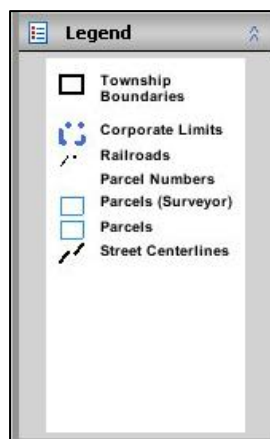 Legend
Township
Boundaries
Corporate Limits
Railroads
Parcel Numbers
Parcels (Surveyor)
Parcels
Street Centerlines